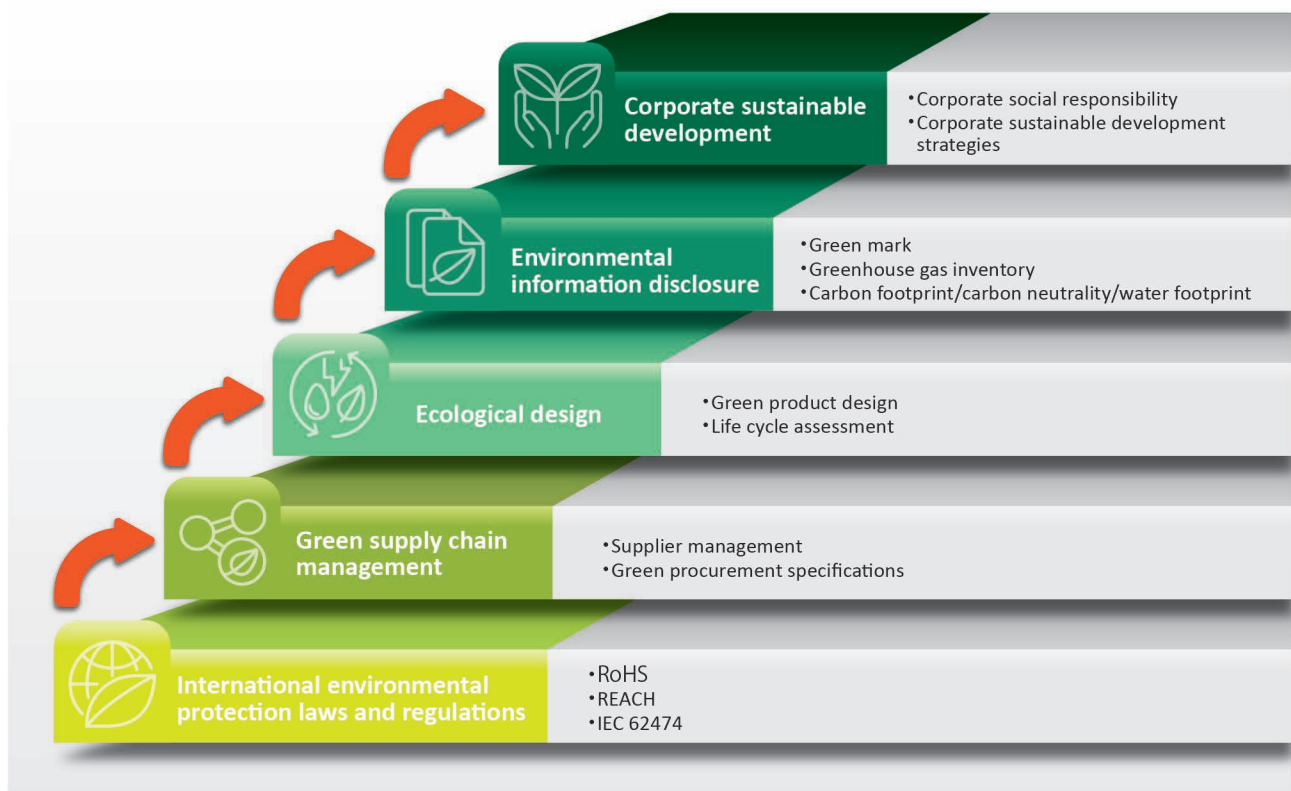 Corporate sustainable
development
•Corporate social responsibility
•Corporate sustainable development
strategies
Environmental
information disclosure
•Green mark
•Greenhouse gas inventory
•Carbon footprint/carbon neutrality/water footprint
Ecological design
•Green product design
•Life cycle assessment
Green supply chain
management
•Supplier management
•Green procurement specifications
International environmental
protection laws and regulations
•RoHS
•REACH
•IEC 62474